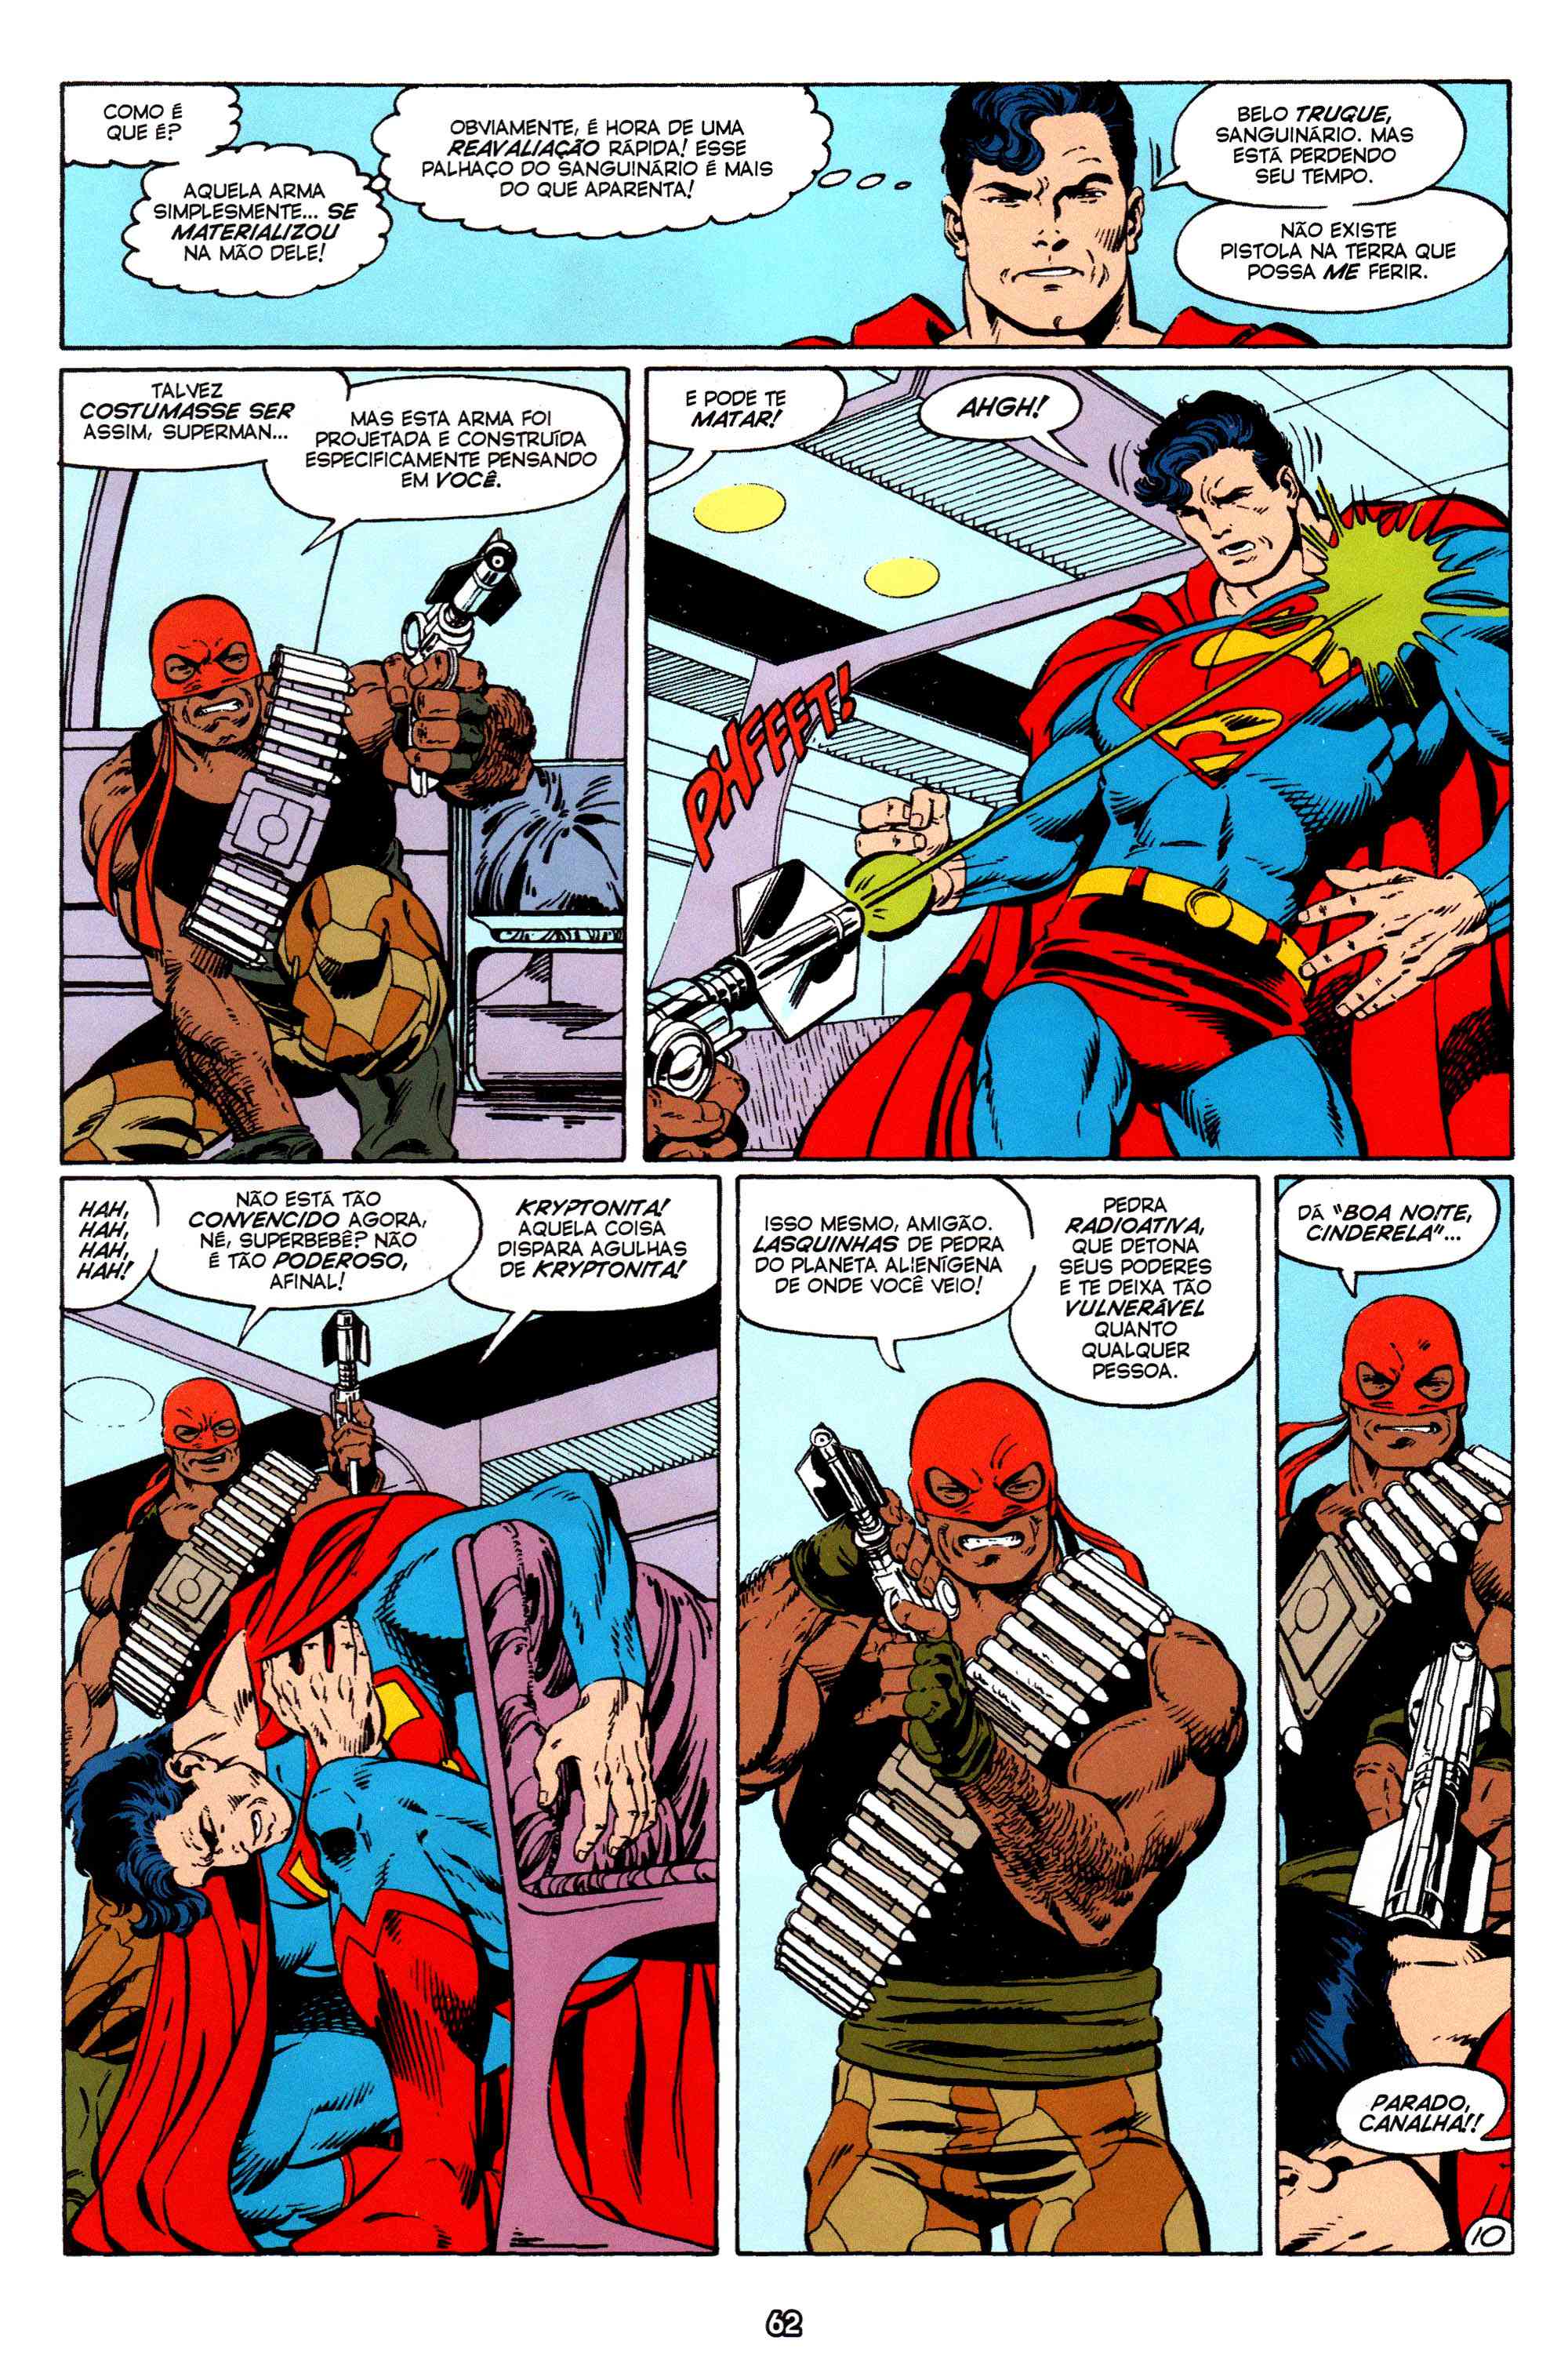 COMO É
QUE É?
AQUELA ARMA
SIMPLESMENTE... SE
MATERIALIZOU
NA MÃO DELE!
OBVIAMENTE, É HORA DE UMA
REAVALIAÇÃO RÁPIDA! ESSE
PALHAÇO DO SANGUINÁRIO É MAIS
DO QUE APARENTA!
BELO TRUQUE,
SANGUINÁRIO. MAS
ESTÁ PERDENDO
SEU TEMPO.
NÃO EXISTE
PISTOLA NA TERRA QUE
POSSA ME FERIR.
TALVEZ
COSTUMASSE SER
ASSIM, SUPERMAN...
MAS ESTA ARMA FOI
PROJETADA E CONSTRUÍDA
ESPECIFICAMENTE PENSANDO
EM VOCÊ.
E PODE TE
MATAR!
AHGH!
PHFFFT!
HAH,
HAH,
HAH,
HAH!
NÃO ESTÁ TÃO
CONVENCIDO AGORA,
NÉ, SUPERBEBÊ? NÃO
É TÃO PODEROSO,
AFINAL!
KRYPTONITA!
AQUELA COISA
DISPARA AGULHAS
DE KRYPTONITA!
ISSO MESMO, AMIGÃO.
LASQUINHAS DE PEDRA
DO PLANETA ALIENÍGENA
DE ONDE VOCÊ VEIO!
PEDRA
RADIOATIVA,
QUE DETONA
SEUS PODERES
E TE DEIXA TÃO
VULNERÁVEL
QUANTO
QUALQUER
PESSOA.
DÁ "BOA NOITE,
CINDERELA"...
PARADO,
CANALHA!!
10
62